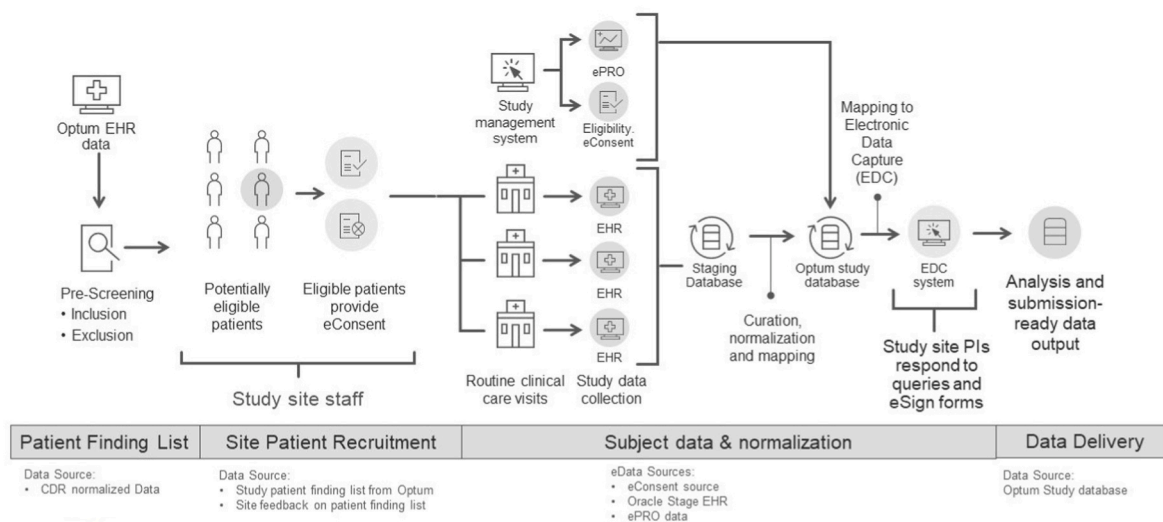 Optum EHR
data
Pre-Screening
• Inclusion
• Exclusion
Potentially
eligible
patients
Eligible patients
provide
eConsent
Study site staff
Study
management
system
ePRO
Eligibility.
eConsent
EHR
EHR
EHR
Routine clinical
care visits
Study data
collection
Staging
Database
Curation,
normalization
and mapping
Optum study
database
Mapping to
Electronic
Data
Capture
(EDC)
EDC
system
Study site PIs
respond to
queries and
eSign forms
Analysis and
submission-
ready data
output
Patient Finding List
Site Patient Recruitment
Subject data & normalization
Data Delivery
Data Source:
• CDR normalized Data
Data Source:
• Study patient finding list from Optum
• Site feedback on patient finding list
eData Sources:
• eConsent source
• Oracle Stage EHR
• ePRO data
Data Source:
Optum Study database